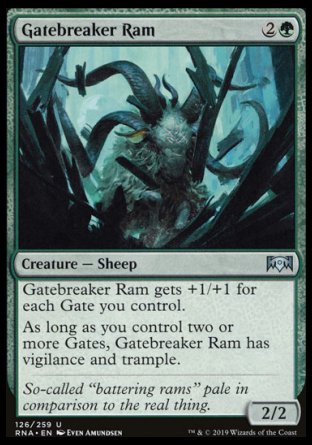 Gatebreaker Ram 2
Creature — Sheep
Gatebreaker Ram gets +1/+1 for
each Gate you control.
As long as you control two or
more Gates, Gatebreaker Ram has
vigilance and trample.
So-called “battering rams” pale in
comparison to the real thing.
2/2
126/259 U
RNA • EN Even Amundsen
™ & © 2019 Wizards of the Coast